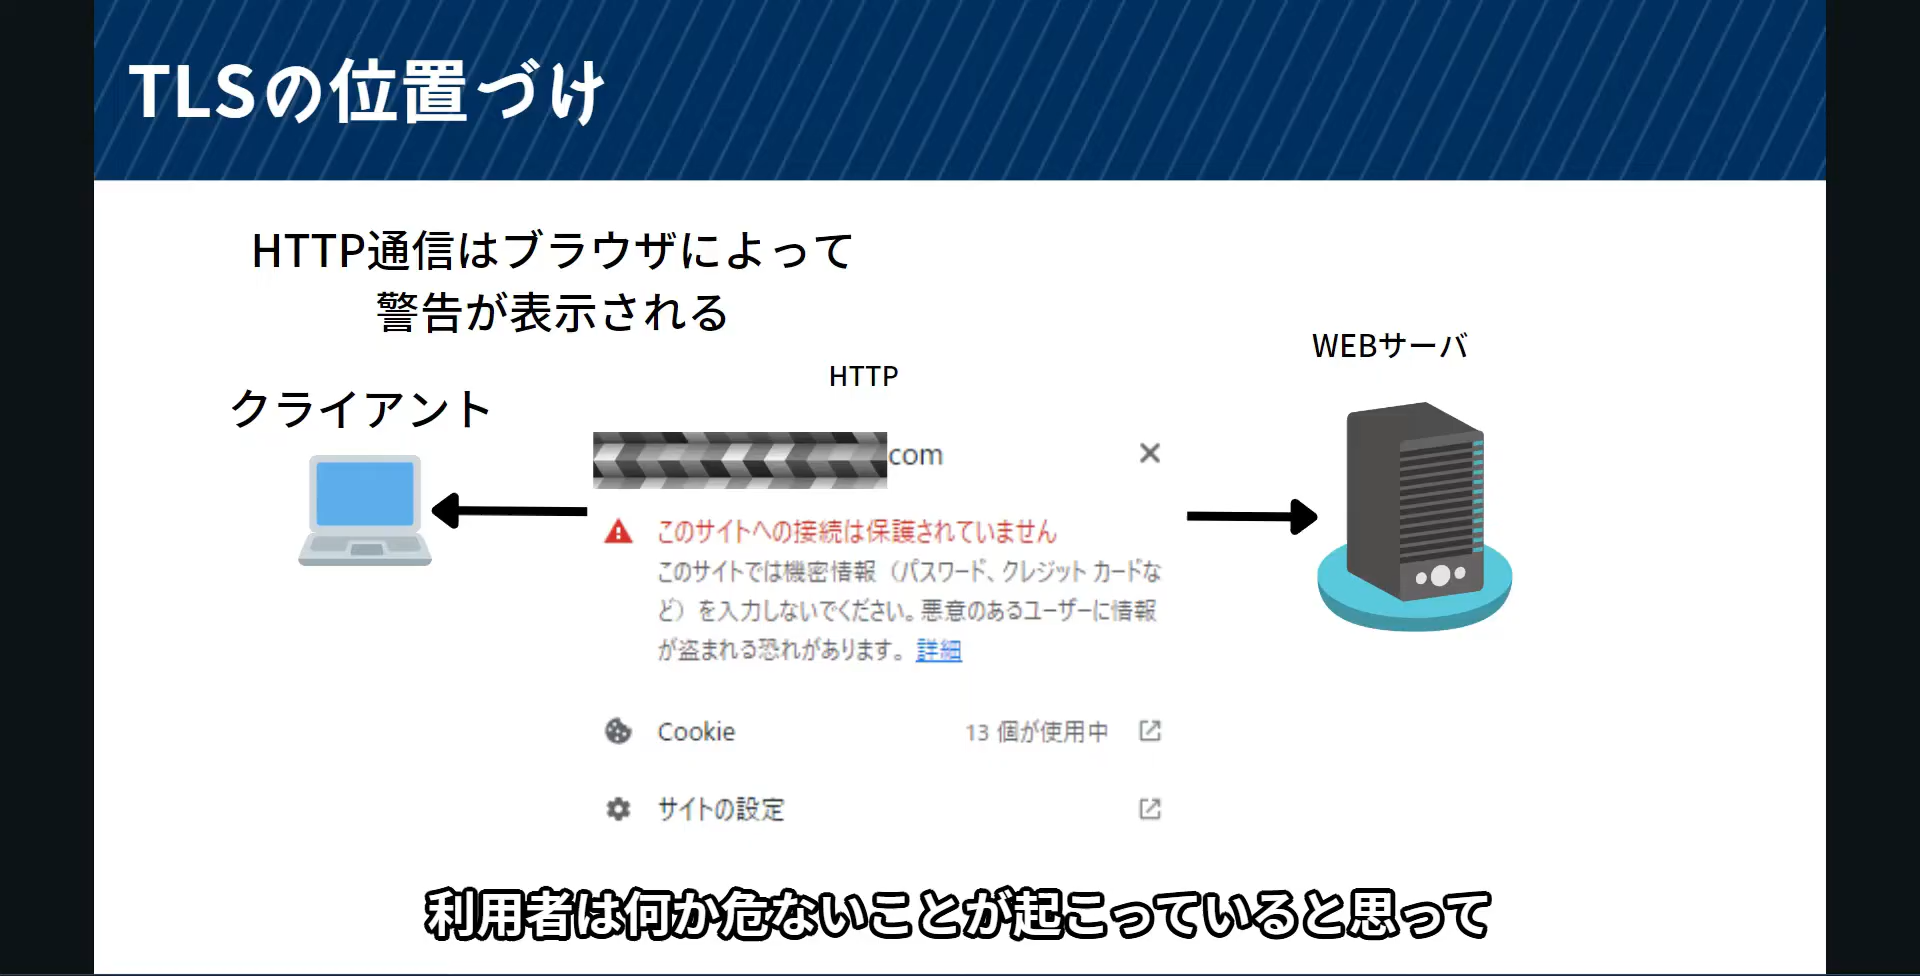 TLSの位置づけ
HTTP通信はブラウザによって
警告が表示される
WEBサーバ
HTTP
クライアント
com
このサイトへの接続は保護されていません
このサイトでは機密情報（パスワード、クレジット カードな
ど）を入力しないでください。悪意のあるユーザーに情報
が盗まれる恐れがあります。 詳細
Cookie 13 個が使用中
サイトの設定
利用者は何か危ないことが起こっていると思って